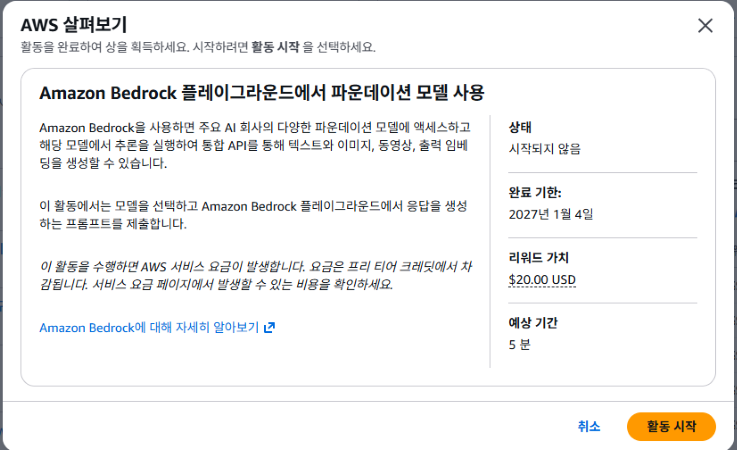 AWS 살펴보기
활동을 완료하여 상을 획득하세요. 시작하려면 활동 시작 을 선택하세요.
Amazon Bedrock 플레이그라운드에서 파운데이션 모델 사용
Amazon Bedrock을 사용하면 주요 AI 회사의 다양한 파운데이션 모델에 액세스하고
해당 모델에서 추론을 실행하여 통합 API를 통해 텍스트와 이미지, 동영상, 출력 임베
딩을 생성할 수 있습니다.
이 활동에서는 모델을 선택하고 Amazon Bedrock 플레이그라운드에서 응답을 생성
하는 프롬프트를 제출합니다.
이 활동을 수행하면 AWS 서비스 요금이 발생합니다. 요금은 프리 티어 크레딧에서 차
감됩니다. 서비스 요금 페이지에서 발생할 수 있는 비용을 확인하세요.
Amazon Bedrock에 대해 자세히 알아보기
상태
시작되지 않음
완료 기한:
2027년 1월 4일
리워드 가치
$20.00 USD
예상 기간
5 분
취소
활동 시작